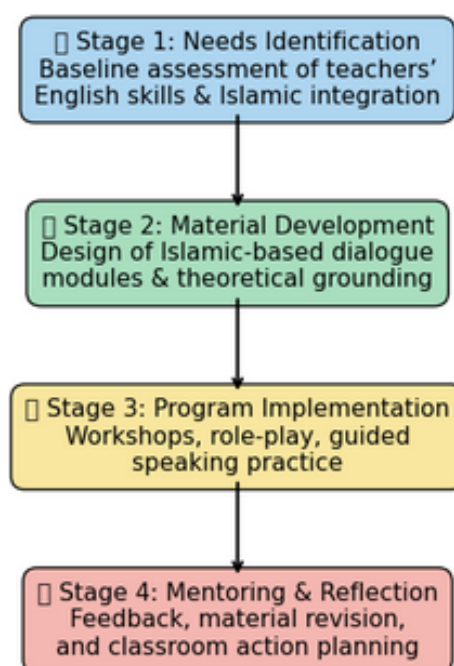 Stage 1: Needs Identification
Baseline assessment of teachers’
English skills & Islamic integration
Stage 2: Material Development
Design of Islamic-based dialogue
modules & theoretical grounding
Stage 3: Program Implementation
Workshops, role-play, guided
speaking practice
Stage 4: Mentoring & Reflection
Feedback, material revision,
and classroom action planning